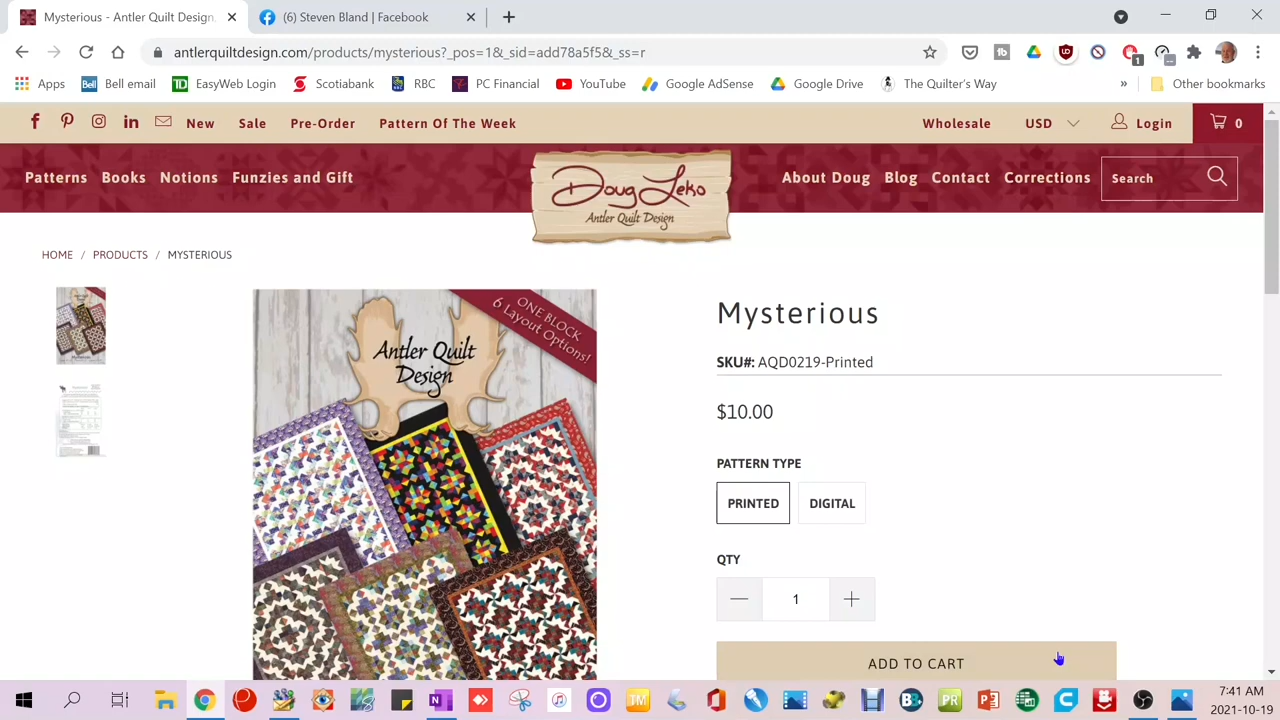 Mysterious - Antler Quilt Design
(6) Steven Bland | Facebook
antlerquiltdesign.com/products/mysterious?_pos=1&_sid=add78a5f5&_ss=r
Apps
Bell email
EasyWeb Login
Scotiabank
RBC
PC Financial
YouTube
Google AdSense
Google Drive
The Quilter's Way
Other bookmarks
New
Sale
Pre-Order
Pattern Of The Week
Wholesale
USD
Login
0
Patterns
Books
Notions
Funzies and Gift
Doug Leko
Antler Quilt Design
About Doug
Blog
Contact
Corrections
Search
HOME / PRODUCTS / MYSTERIOUS
ONE BLOCK
6 Layout Options!
Antler Quilt
Design
Mysterious
SKU#: AQD0219-Printed
$10.00
PATTERN TYPE
PRINTED
DIGITAL
QTY
1
ADD TO CART
7:41 AM
2021-10-19